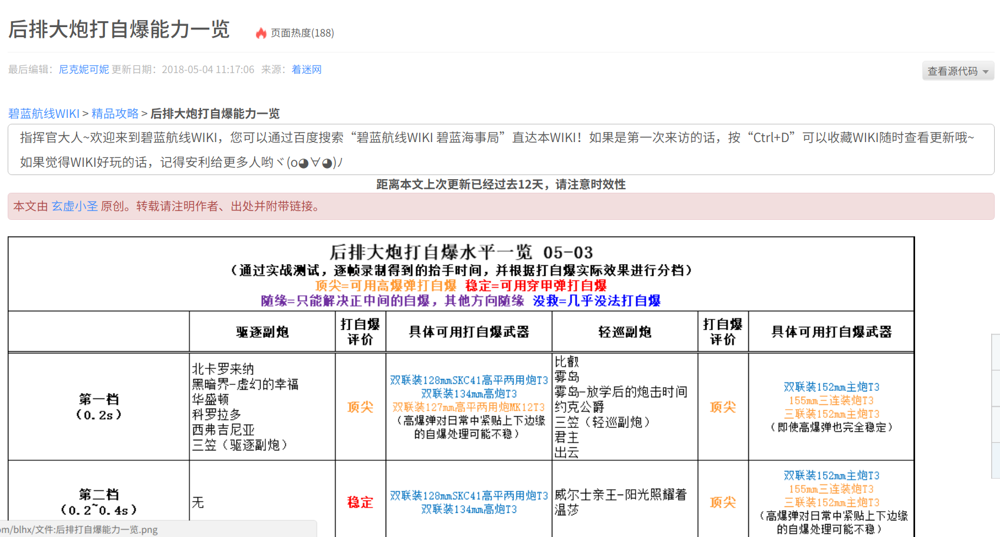 后排大炮打自爆能力一览
页面热度(188)
最后编辑：尼克妮可妮 更新日期：2018-05-04 11:17:06 来源：着迷网
查看源代码
碧蓝航线WIKI > 精品攻略 > 后排大炮打自爆能力一览
指挥官大人~欢迎来到碧蓝航线WIKI，您可以通过百度搜索“碧蓝航线WIKI 碧蓝海事局”直达本WIKI！如果是第一次来访的话，按“Ctrl+D”可以收藏WIKI随时查看更新哦~
如果觉得WIKI好玩的话，记得安利给更多人哟ヾ(o◕∀◕)ﾉ
距离本文上次更新已经过去12天，请注意时效性
本文由 玄虚小圣 原创。转载请注明作者、出处并附带链接。
后排大炮打自爆水平一览 05-03
（通过实战测试，逐帧录制得到的抬手时间，并根据打自爆实际效果进行分档）
顶尖=可用高爆弹打自爆 稳定=可用穿甲弹打自爆
随缘=只能解决正中间的自爆，其他方向随缘 没救=几乎没法打自爆
驱逐副炮
打自爆
评价
具体可用打自爆武器
轻巡副炮
打自爆
评价
具体可用打自爆武器
第一档
（0.2s）
北卡罗来纳
黑暗界-虚幻的幸福
华盛顿
科罗拉多
西弗吉尼亚
三笠（驱逐副炮）
顶尖
双联装128mmSKC41高平两用炮T3
双联装134mm高炮T3
双联装127mm高平两用炮MK12T3
（高爆弹对日常中紧贴上下边缘
的自爆处理可能不稳）
比叡
雾岛
雾岛-放学后的炮击时间
约克公爵
三笠（轻巡副炮）
君主
出云
顶尖
双联装152mm主炮T3
155mm三连装炮T3
三联装152mm主炮T3
（即使高爆弹也完全稳定）
第二档
（0.2~0.4s）
无
稳定
双联装128mmSKC41高平两用炮T3
双联装134mm高炮T3
威尔士亲王-阳光照耀着
温莎
顶尖
双联装152mm主炮T3
155mm三连装炮T3
三联装152mm主炮T3
（高爆弹对日常中紧贴上下边缘
的自爆处理可能不稳）
om/blhx/文件:后排打自爆能力一览.png